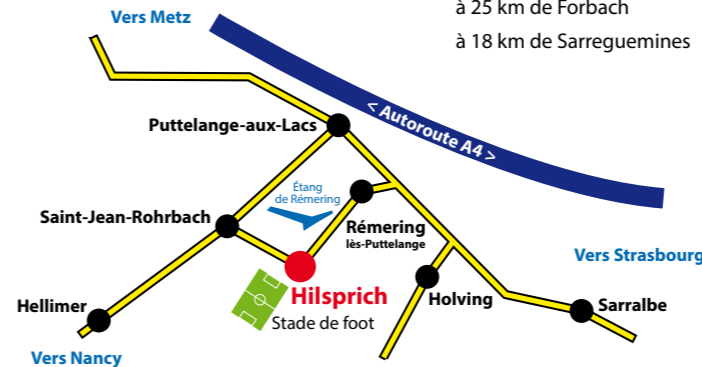 Vers Metz
à 25 km de Forbach
à 18 km de Sarreguemines
< Autoroute A4 >
Puttelange-aux-Lacs
Étang
de Rémering
Saint-Jean-Rohrbach
Rémering
lès-Puttelange
Vers Strasbourg
Hilsprich
Stade de foot
Holving
Sarralbe
Hellimer
Vers Nancy